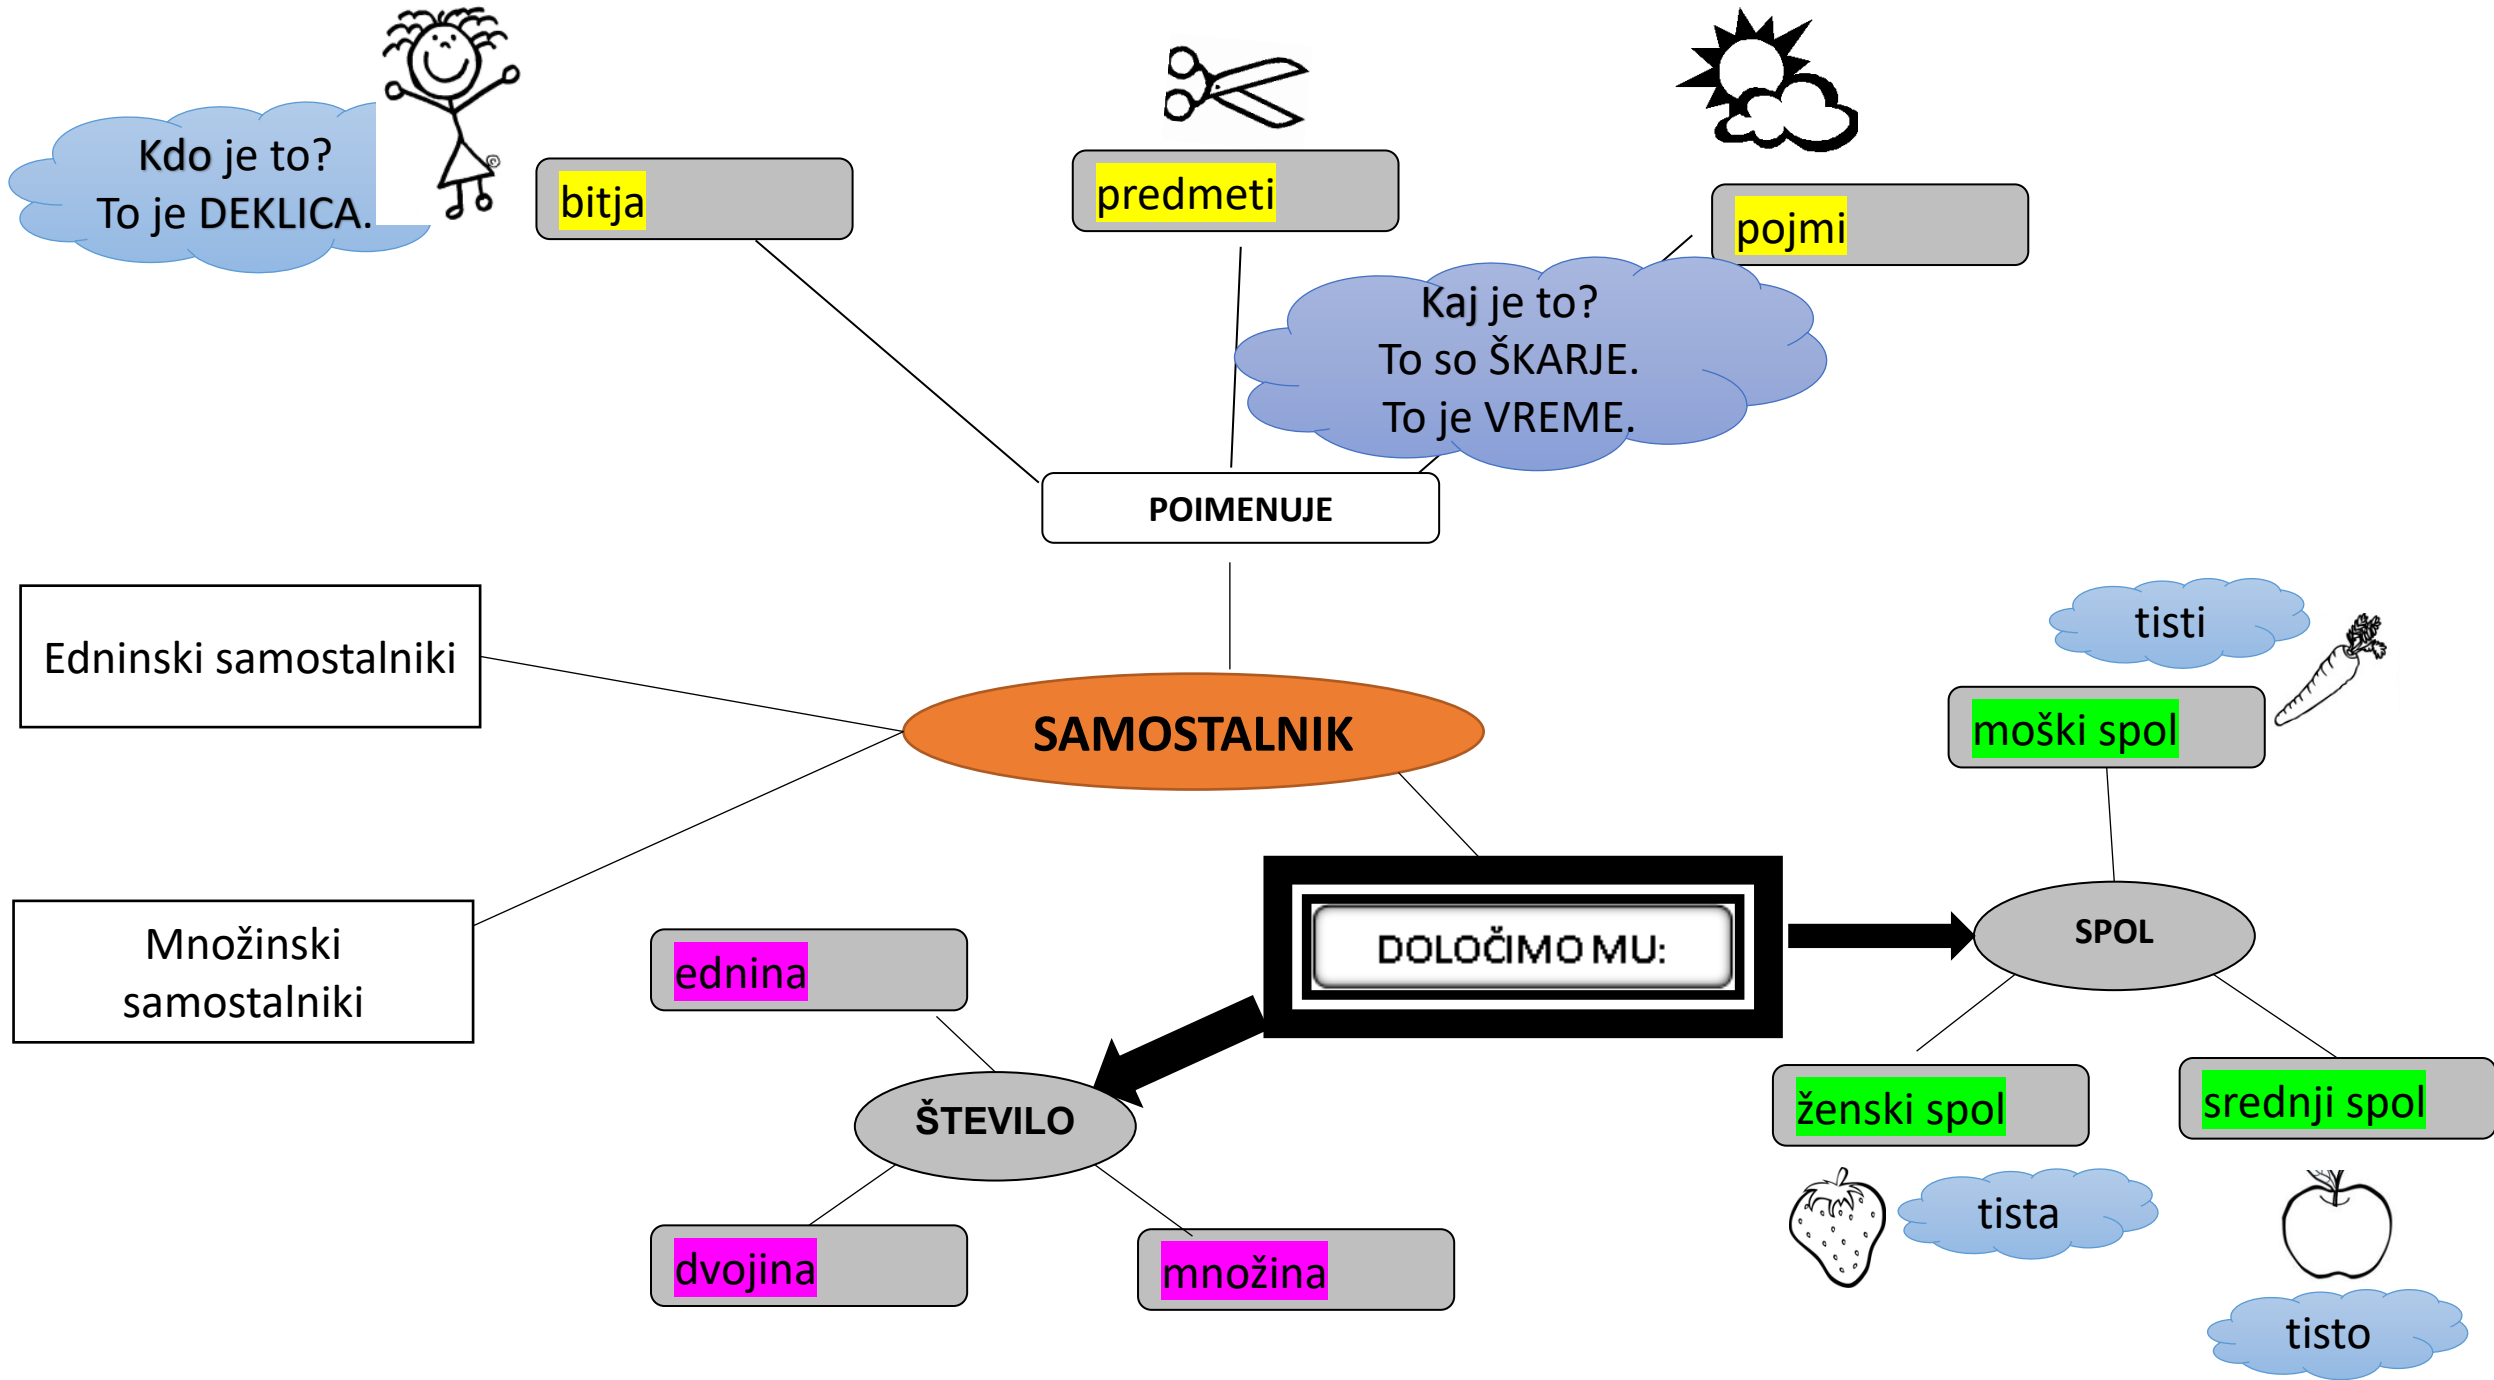 Kdo je to?
To je DEKLICA.
bitja
predmeti
pojmi
Kaj je to?
To so ŠKARJE.
To je VREME.
POIMENUJE
Edninski samostalniki
tisti
moški spol
SAMOSTALNIK
Množinski
samostalniki
ednina
DOLOČIMO MU:
SPOL
ŠTEVILO
ženski spol
srednji spol
tista
dvojina
množina
tisto